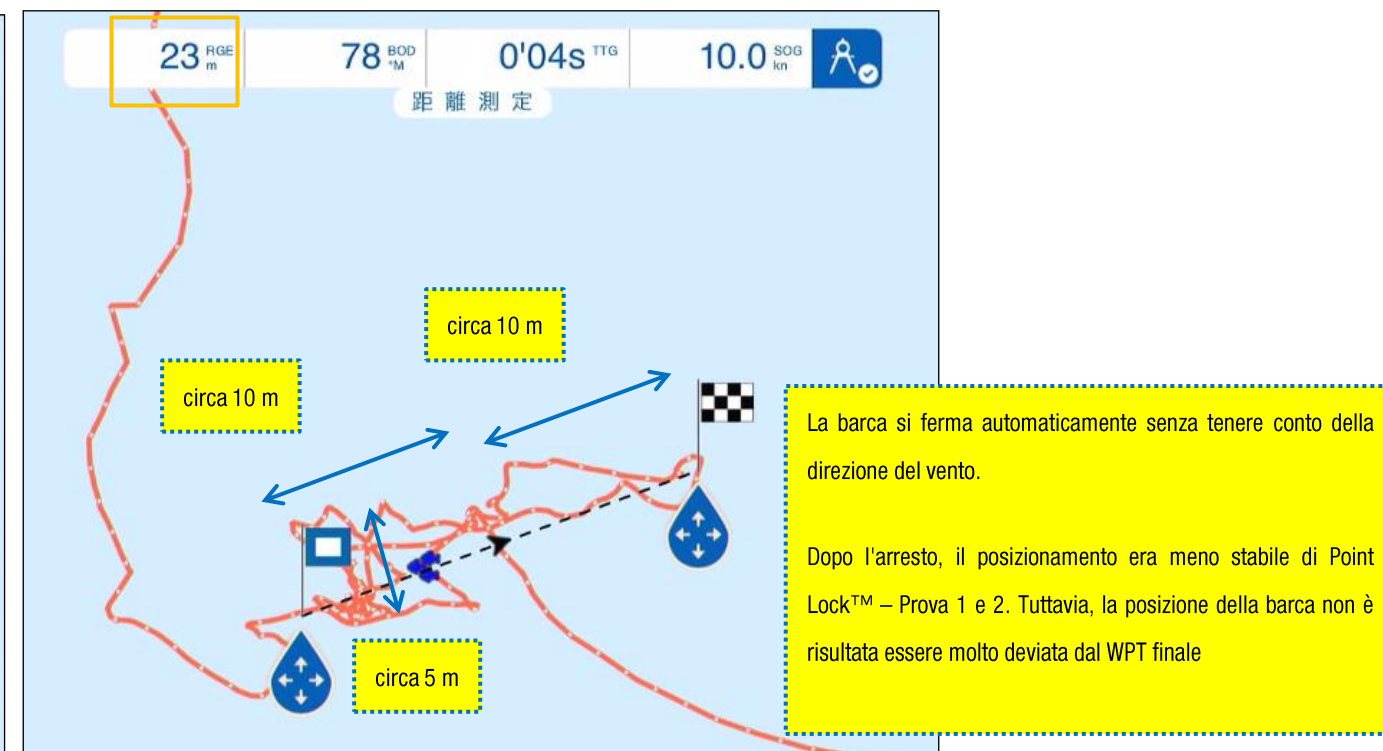 23 RGE m 78 BOD °M 0'04s TTG 10.0 SOG kn
距離測定
circa 10 m
circa 10 m
La barca si ferma automaticamente senza tenere conto della
direzione del vento.
Dopo l'arresto, il posizionamento era meno stabile di Point
Lock™ – Prova 1 e 2. Tuttavia, la posizione della barca non è
risultata essere molto deviata dal WPT finale
circa 5 m